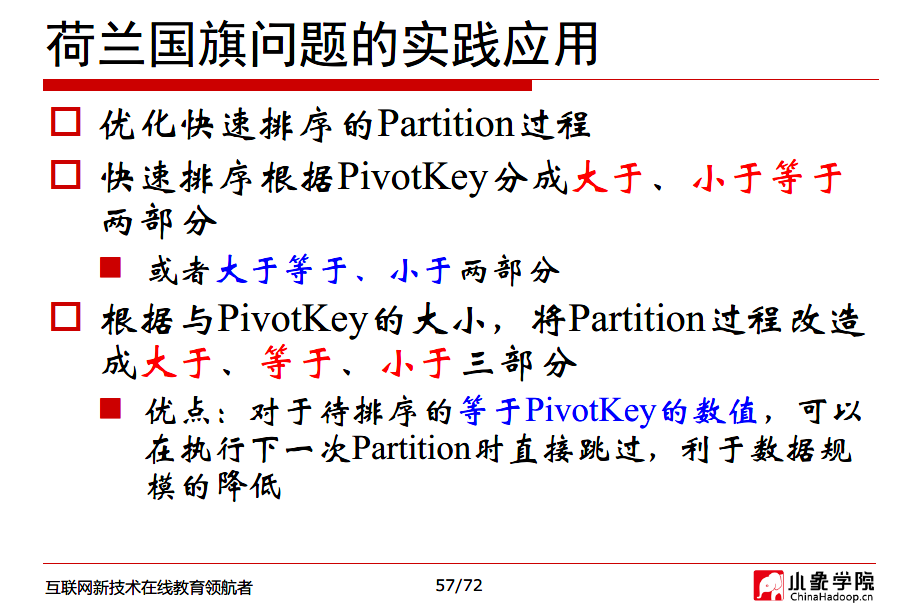 荷兰国旗问题的实践应用
优化快速排序的Partition过程
快速排序根据PivotKey分成大于、小于等于
两部分
或者大于等于、小于两部分
根据与PivotKey的大小，将Partition过程改造
成大于、等于、小于三部分
优点：对于待排序的等于PivotKey的数值，可以
在执行下一次Partition时直接跳过，利于数据规
模的降低
互联网新技术在线教育领航者
57/72
小象学院
ChinaHadoop.cn